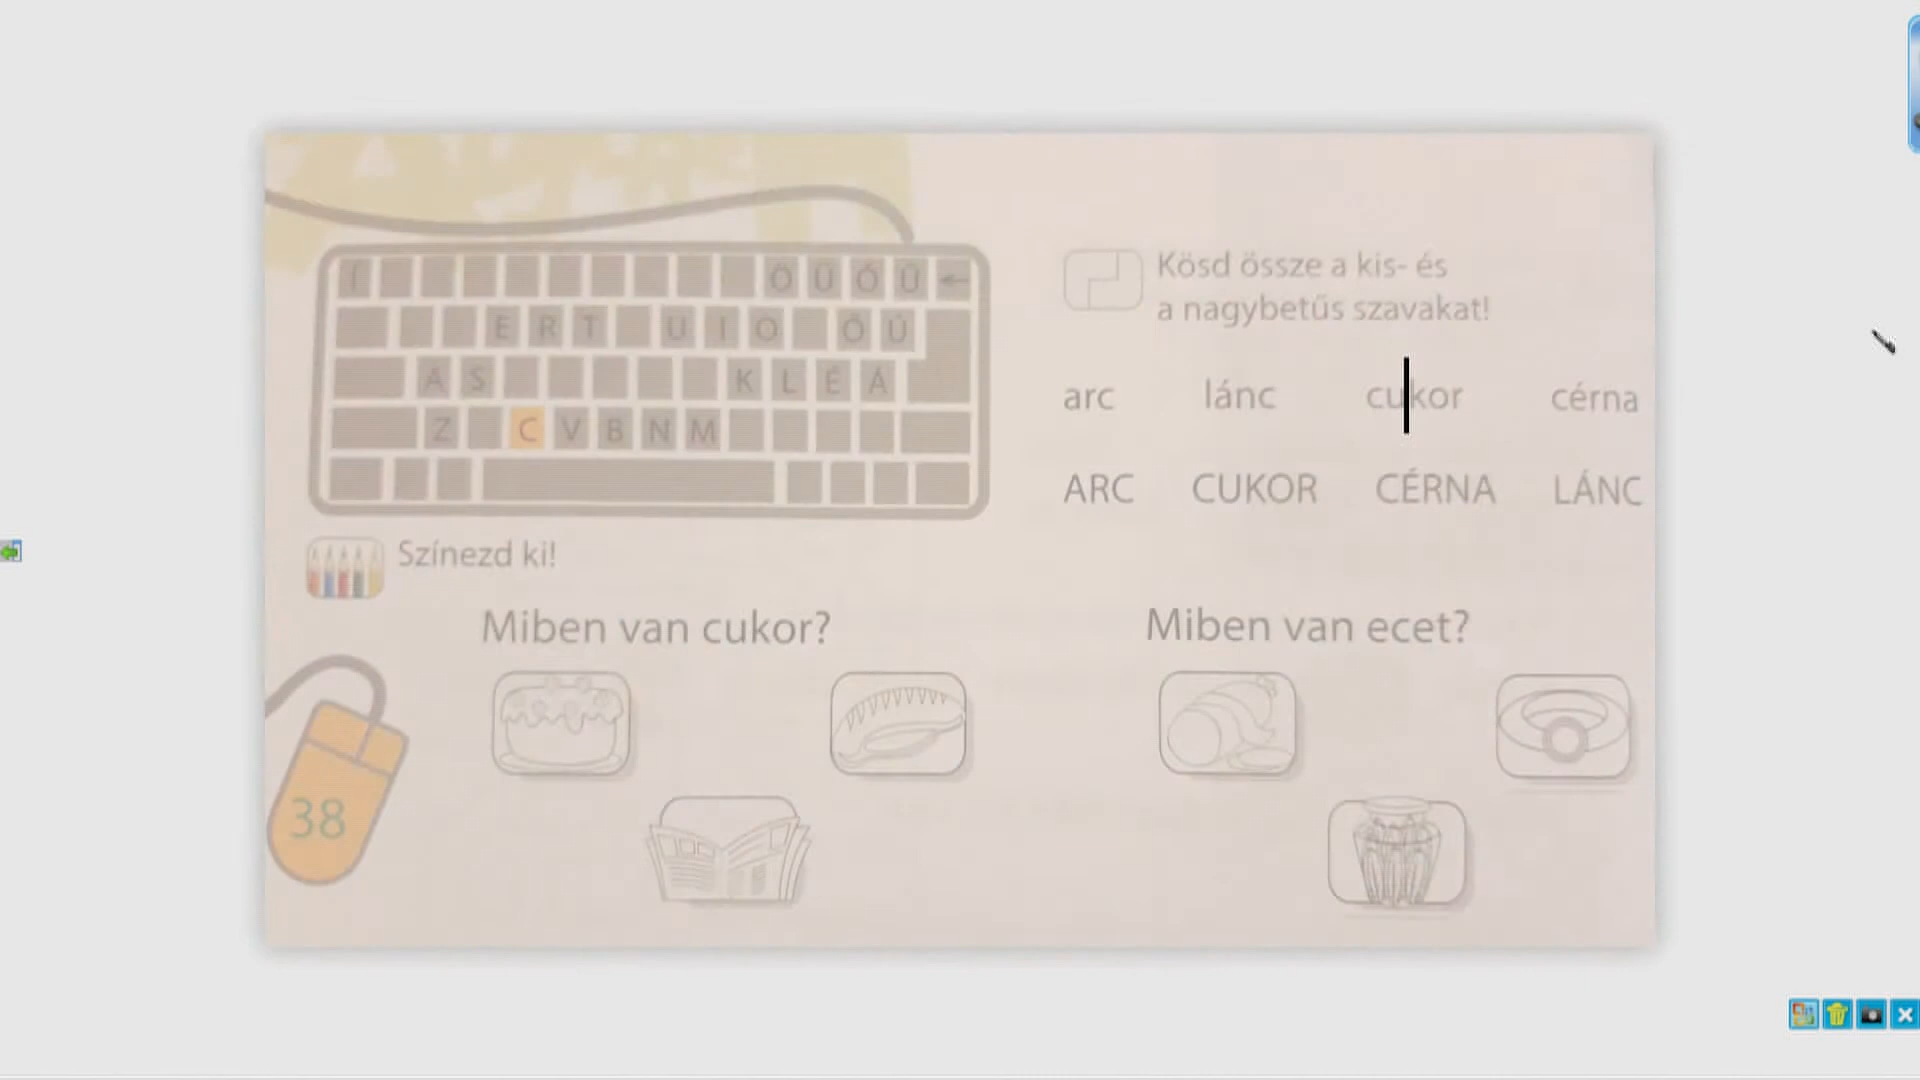 Í Ö Ü Ó Ű ←
E R T U I O Ő Ú
A S K L É Á
Z C V B N M
Kösd össze a kis- és
a nagybetűs szavakat!
arc lánc cukor cérna
ARC CUKOR CÉRNA LÁNC
Színezd ki!
Miben van cukor? Miben van ecet?
38